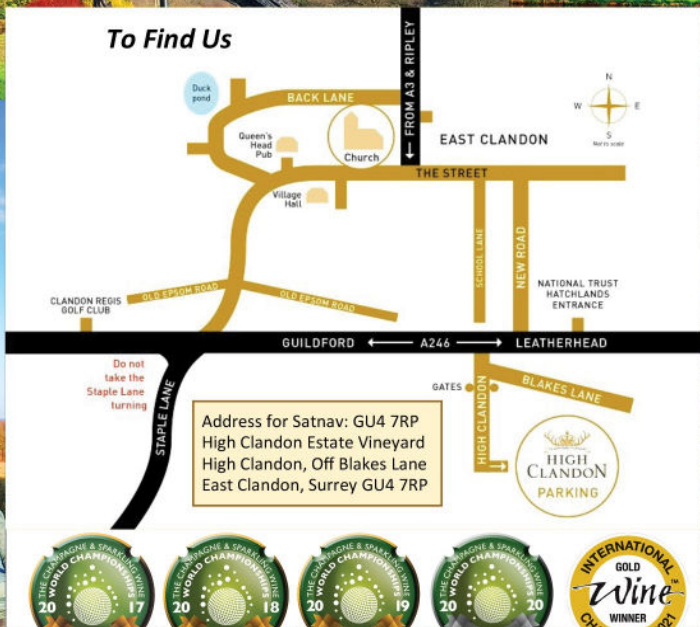 To Find Us
FROM A3 & RIPLEY
Duck
pond
BACK LANE
N
W E
S
Not to scale
Queen's
Head
Pub
Church
EAST CLANDON
THE STREET
Village
Hall
SCHOOL LANE
NEW ROAD
OLD EPSOM ROAD
OLD EPSOM ROAD
CLANDON REGIS
GOLF CLUB
NATIONAL TRUST
HATCHLANDS
ENTRANCE
GUILDFORD A246 LEATHERHEAD
Do not
take the
Staple Lane
turning
STAPLE LANE
GATES
HIGH CLANDON
BLAKES LANE
Address for Satnav: GU4 7RP
High Clandon Estate Vineyard
High Clandon, Off Blakes Lane
East Clandon, Surrey GU4 7RP
HIGH
CLANDON
PARKING
THE CHAMPAGNE & SPARKLING WINE
WORLD CHAMPIONSHIPS
20 17
THE CHAMPAGNE & SPARKLING WINE
WORLD CHAMPIONSHIPS
20 18
THE CHAMPAGNE & SPARKLING WINE
WORLD CHAMPIONSHIPS
20 19
THE CHAMPAGNE & SPARKLING WINE
WORLD CHAMPIONSHIPS
20 20
INTERNATIONAL
GOLD
Wine
TM
WINNER